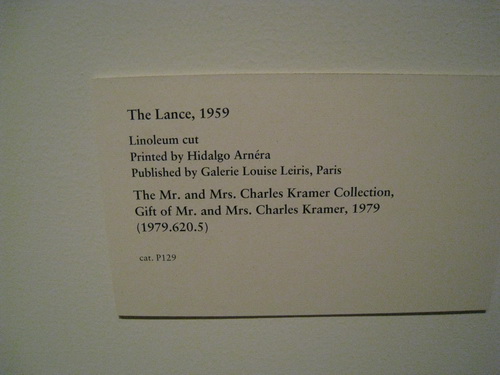 The Lance, 1959
Linoleum cut
Printed by Hidalgo Arnéra
Published by Galerie Louise Leiris, Paris
The Mr. and Mrs. Charles Kramer Collection,
Gift of Mr. and Mrs. Charles Kramer, 1979
(1979.620.5)
cat. P129